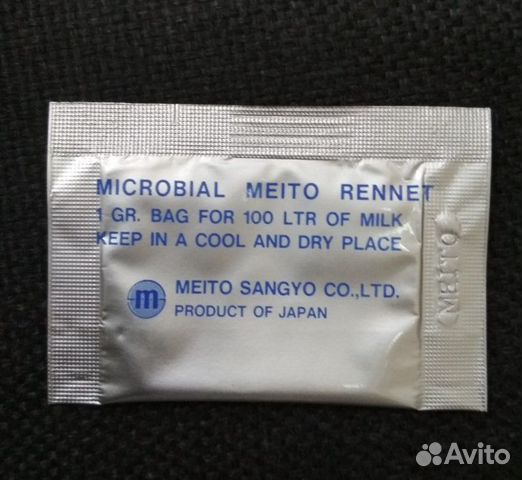 MICROBIAL MEITO RENNET
1 GR. BAG FOR 100 LTR OF MILK
KEEP IN A COOL AND DRY PLACE
m MEITO SANGYO CO.,LTD.
PRODUCT OF JAPAN
MEITO
Avito